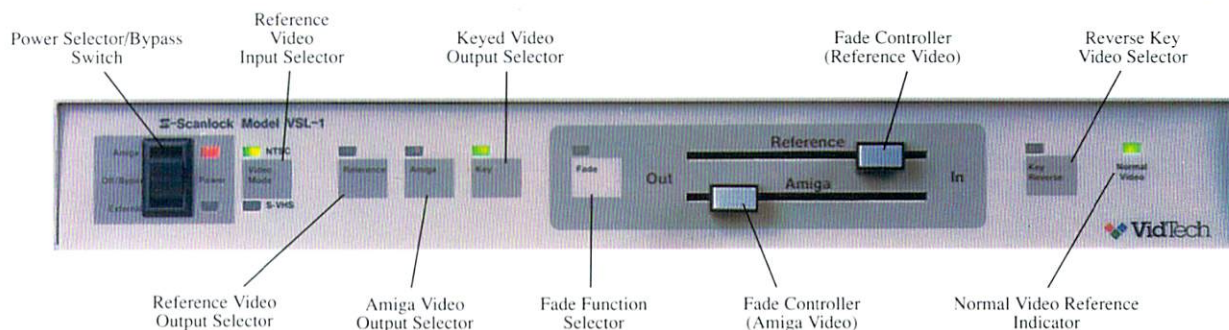 Power Selector/Bypass
Switch
Reference
Video
Input Selector
Keyed Video
Output Selector
Fade Controller
(Reference Video)
Reverse Key
Video Selector
S-Scanlock Model VSL-1
Amiga
Off/Bypass
External
Power
NTSC
Video
Mode
S-VHS
Reference
Amiga
Key
Fade
Out
Reference
Amiga
In
Key
Reverse
Normal
Video
VidTech
Reference Video
Output Selector
Amiga Video
Output Selector
Fade Function
Selector
Fade Controller
(Amiga Video)
Normal Video Reference
Indicator